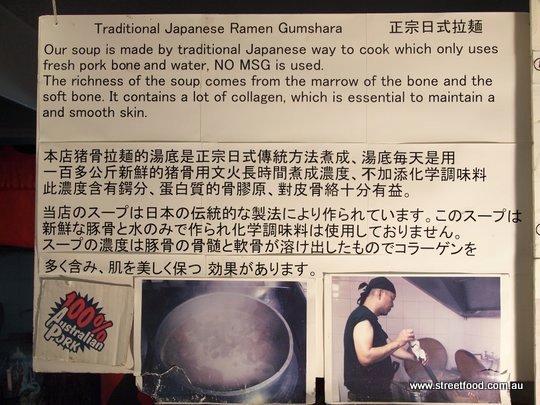 Traditional Japanese Ramen Gumshara 正宗日式拉麺
Our soup is made by traditional Japanese way to cook which only uses
fresh pork bone and water, NO MSG is used.
The richness of the soup comes from the marrow of the bone and the
soft bone. It contains a lot of collagen, which is essential to maintain a
and smooth skin.
本店猪骨拉麺的湯底是正宗日式傳統方法煮成、湯底毎天是用
一百多公斤新鮮的猪骨用文火長時間煮成濃度、不加添化学調味料
此濃度含有鍔分、蛋白質的骨膠原、對皮骨絡十分有益。
当店のスープは日本の伝統的な製法により作られています。このスープは
新鮮な豚骨と水のみで作られ化学調味料は使用しておりません。
スープの濃度は豚骨の骨髄と軟骨が溶け出したものでコラーゲンを
多く含み、肌を美しく保つ 効果があります。
100%
Australian
PORK
www.streetfood.com.au